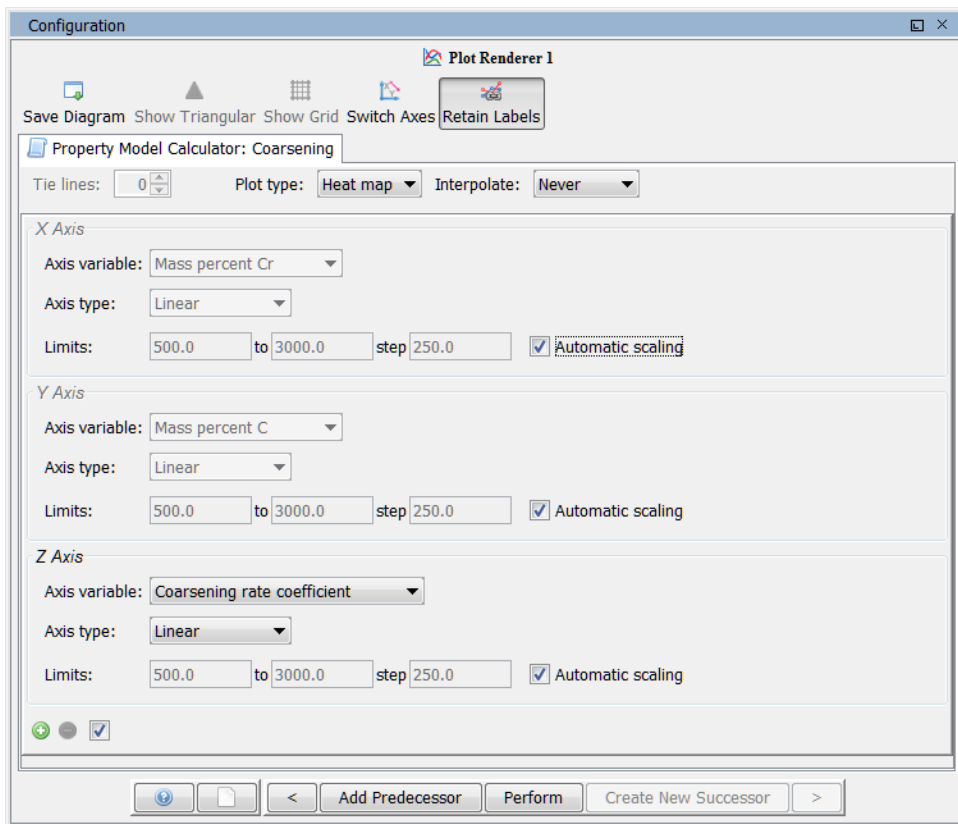 Configuration
Plot Renderer 1
Save Diagram Show Triangular Show Grid Switch Axes Retain Labels
Property Model Calculator: Coarsening
Tie lines: 0 Plot type: Heat map Interpolate: Never
X Axis
Axis variable: Mass percent Cr
Axis type: Linear
Limits: 500.0 to 3000.0 step 250.0 Automatic scaling
Y Axis
Axis variable: Mass percent C
Axis type: Linear
Limits: 500.0 to 3000.0 step 250.0 Automatic scaling
Z Axis
Axis variable: Coarsening rate coefficient
Axis type: Linear
Limits: 500.0 to 3000.0 step 250.0 Automatic scaling
< Add Predecessor Perform Create New Successor >